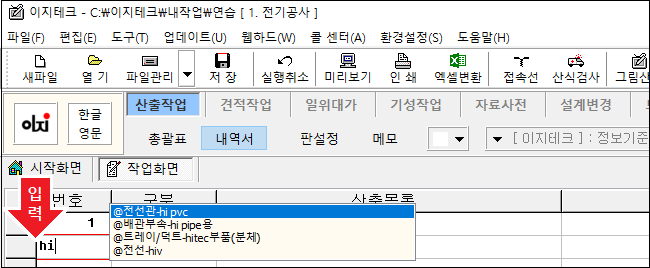 이지테크 - C:\이지테크\내작업\연습 [ 1. 전기공사 ]
파일(F) 편집(E) 도구(T) 업데이트(U) 웹하드(W) 콜 센터(A) 환경설정(S) 도움말(M)
새파일 열 기 파일관리 저 장 실행취소 미리보기 인 쇄 엑셀변환 접속선 산식검사 그림산
이지 한글 영문
산출작업 견적작업 일위대가 기성작업 자료사전 설계변경
총괄표 내역서 판설정 메모 [ 이지테크 ] : 정보기준
시작화면 작업화면
입력
번호 구분 산출목록
1
hi
@전선관-hi pvc
@배관부속-hi pipe용
@트레이/덕트-hitec부품(분체)
@전선-hiv